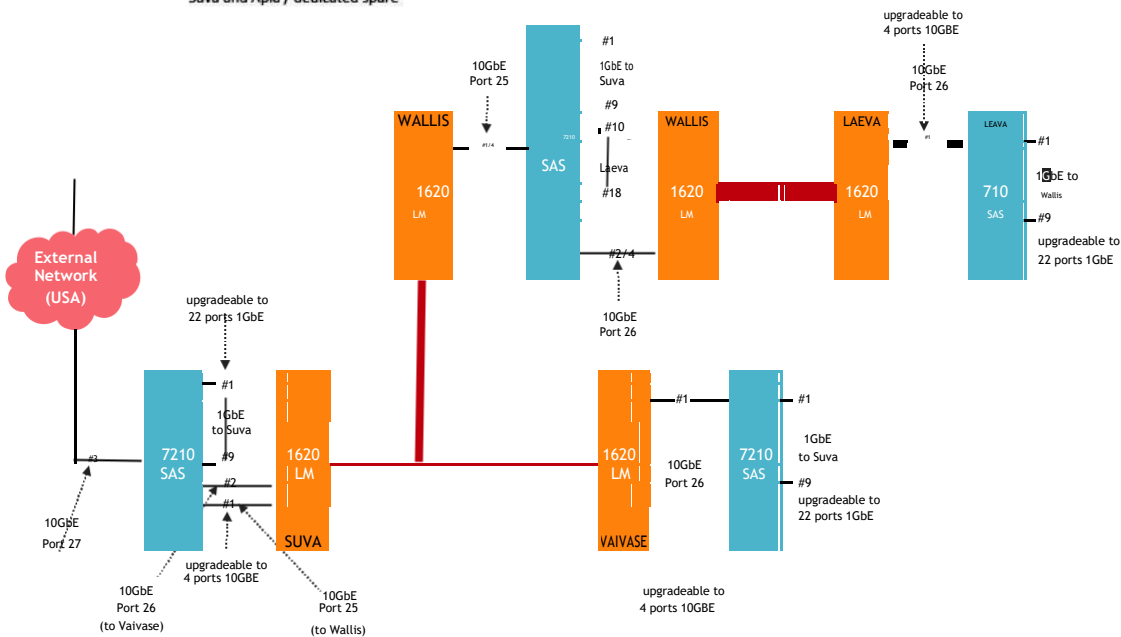 Suva and Apia / dedicated spare
upgradeable to
4 ports 10GBE
#1
10GbE
Port 25
1GbE to
Suva
10GbE
Port 26
#9
WALLIS
#10
WALLIS
LAEVA
LEAVA
#1/4
7210
#1
#1
SAS
Laeva
1620
LM
#18
1620
LM
1620
LM
710
SAS
1GbE to
Wallis
#9
upgradeable to
22 ports 1GbE
#2/4
External
Network
(USA)
10GbE
Port 26
upgradeable to
22 ports 1GbE
#1
#1
#1
1GbE
to Suva
1GbE
to Suva
#3
7210
SAS
#9
1620
LM
1620
LM
10GbE
Port 26
7210
SAS
#2
#9
#1
upgradeable to
22 ports 1GbE
10GbE
Port 27
SUVA
VAIVASE
upgradeable to
4 ports 10GBE
10GbE
Port 26
(to Vaivase)
10GbE
Port 25
(to Wallis)
upgradeable to
4 ports 10GBE